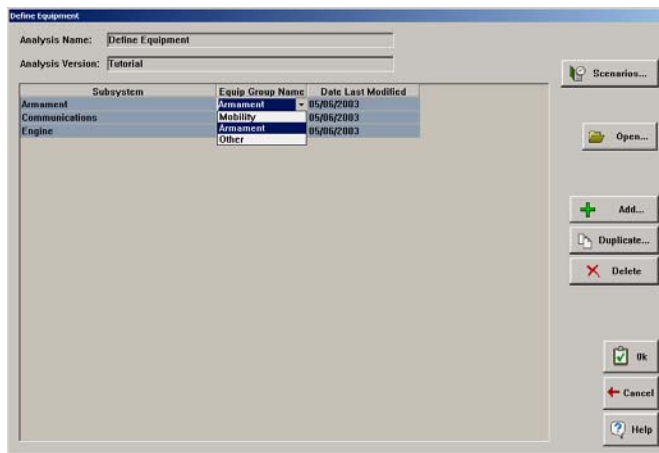 Define Equipment
Analysis Name: Define Equipment
Analysis Version: Tutorial
Scenarios...
Subsystem Equip Group Name Date Last Modified
Armament Armament 05/06/2003
Communications Mobility 05/06/2003
Engine Armament 05/06/2003
Other
Open...
Add...
Duplicate...
Delete
Ok
Cancel
Help